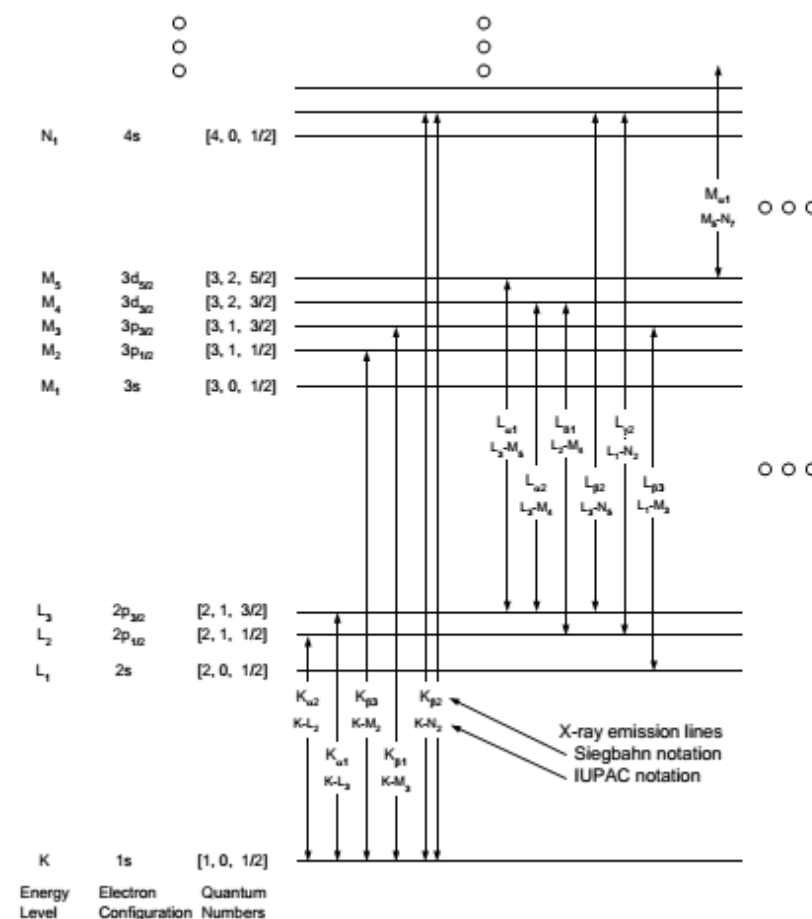 N₁ 4s [4, 0, 1/2]
Mα1
M₅-N₇
M₅ 3d5/2 [3, 2, 5/2]
M₄ 3d3/2 [3, 2, 3/2]
M₃ 3p3/2 [3, 1, 3/2]
M₂ 3p1/2 [3, 1, 1/2]
M₁ 3s [3, 0, 1/2]
Lα1 Lβ1 Lγ2
L₃-M₅ L₂-M₄ L₁-N₂
Lα2 Lβ2 Lβ3
L₃-M₄ L₃-N₅ L₁-M₃
L₃ 2p3/2 [2, 1, 3/2]
L₂ 2p1/2 [2, 1, 1/2]
L₁ 2s [2, 0, 1/2]
Kα2 Kβ3 Kβ2
K-L₂ K-M₂ K-N₂
X-ray emission lines
Siegbahn notation
IUPAC notation
Kα1 Kβ1
K-L₃ K-M₃
K 1s [1, 0, 1/2]
Energy Electron Quantum
Level Configuration Numbers